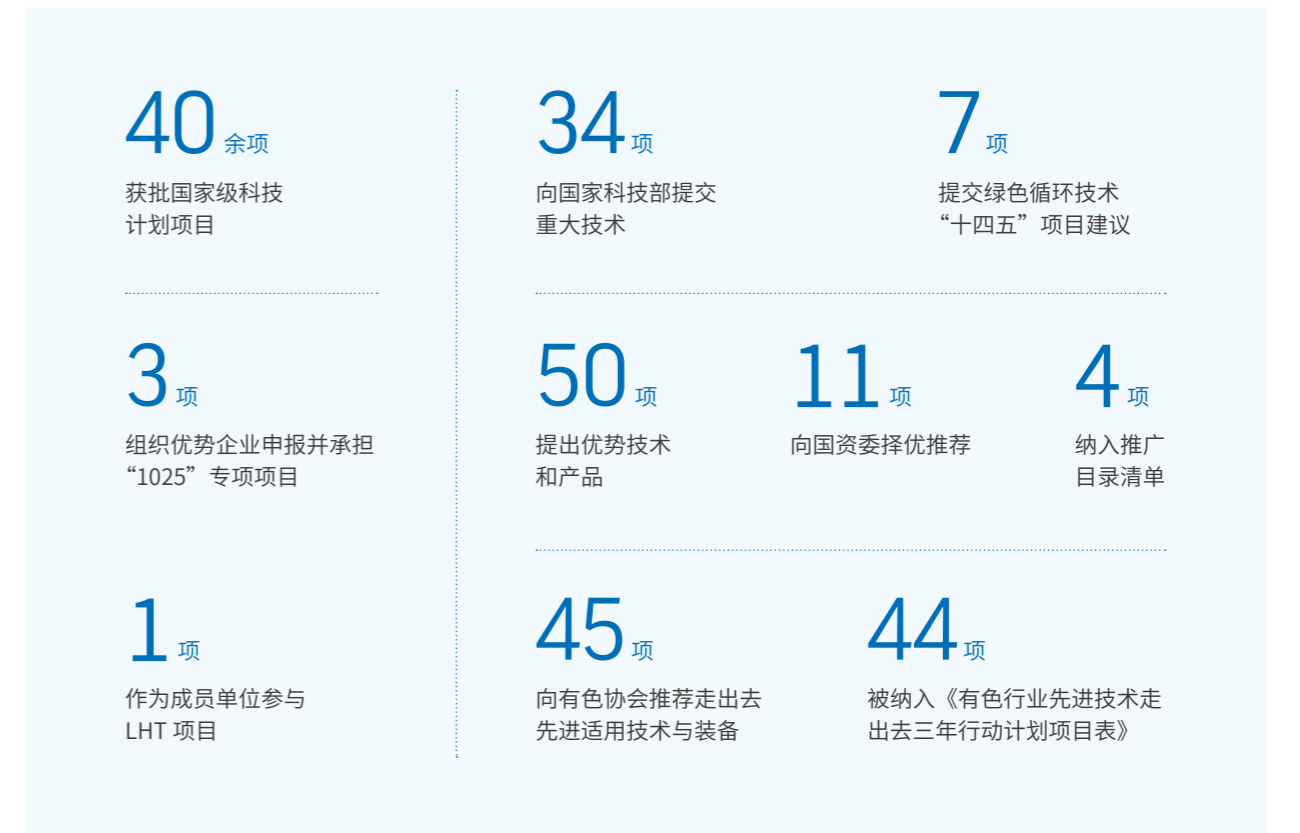 40 余项
获批国家级科技
计划项目
3 项
组织优势企业申报并承担
“1025”专项项目
1 项
作为成员单位参与
LHT 项目
34 项
向国家科技部提交
重大技术
7 项
提交绿色循环技术
“十四五”项目建议
50 项
提出优势技术
和产品
11 项
向国资委择优推荐
4 项
纳入推广
目录清单
45 项
向有色协会推荐走出去
先进适用技术与装备
44 项
被纳入《有色行业先进技术走
出去三年行动计划项目表》